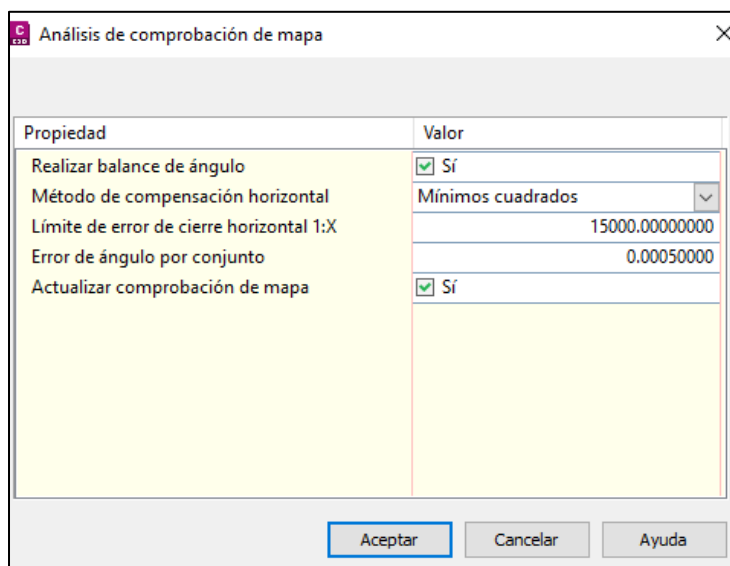 C
C3D
Análisis de comprobación de mapa
Propiedad Valor
Realizar balance de ángulo Sí
Método de compensación horizontal Mínimos cuadrados
Límite de error de cierre horizontal 1:X 15000.00000000
Error de ángulo por conjunto 0.00050000
Actualizar comprobación de mapa Sí
Aceptar Cancelar Ayuda